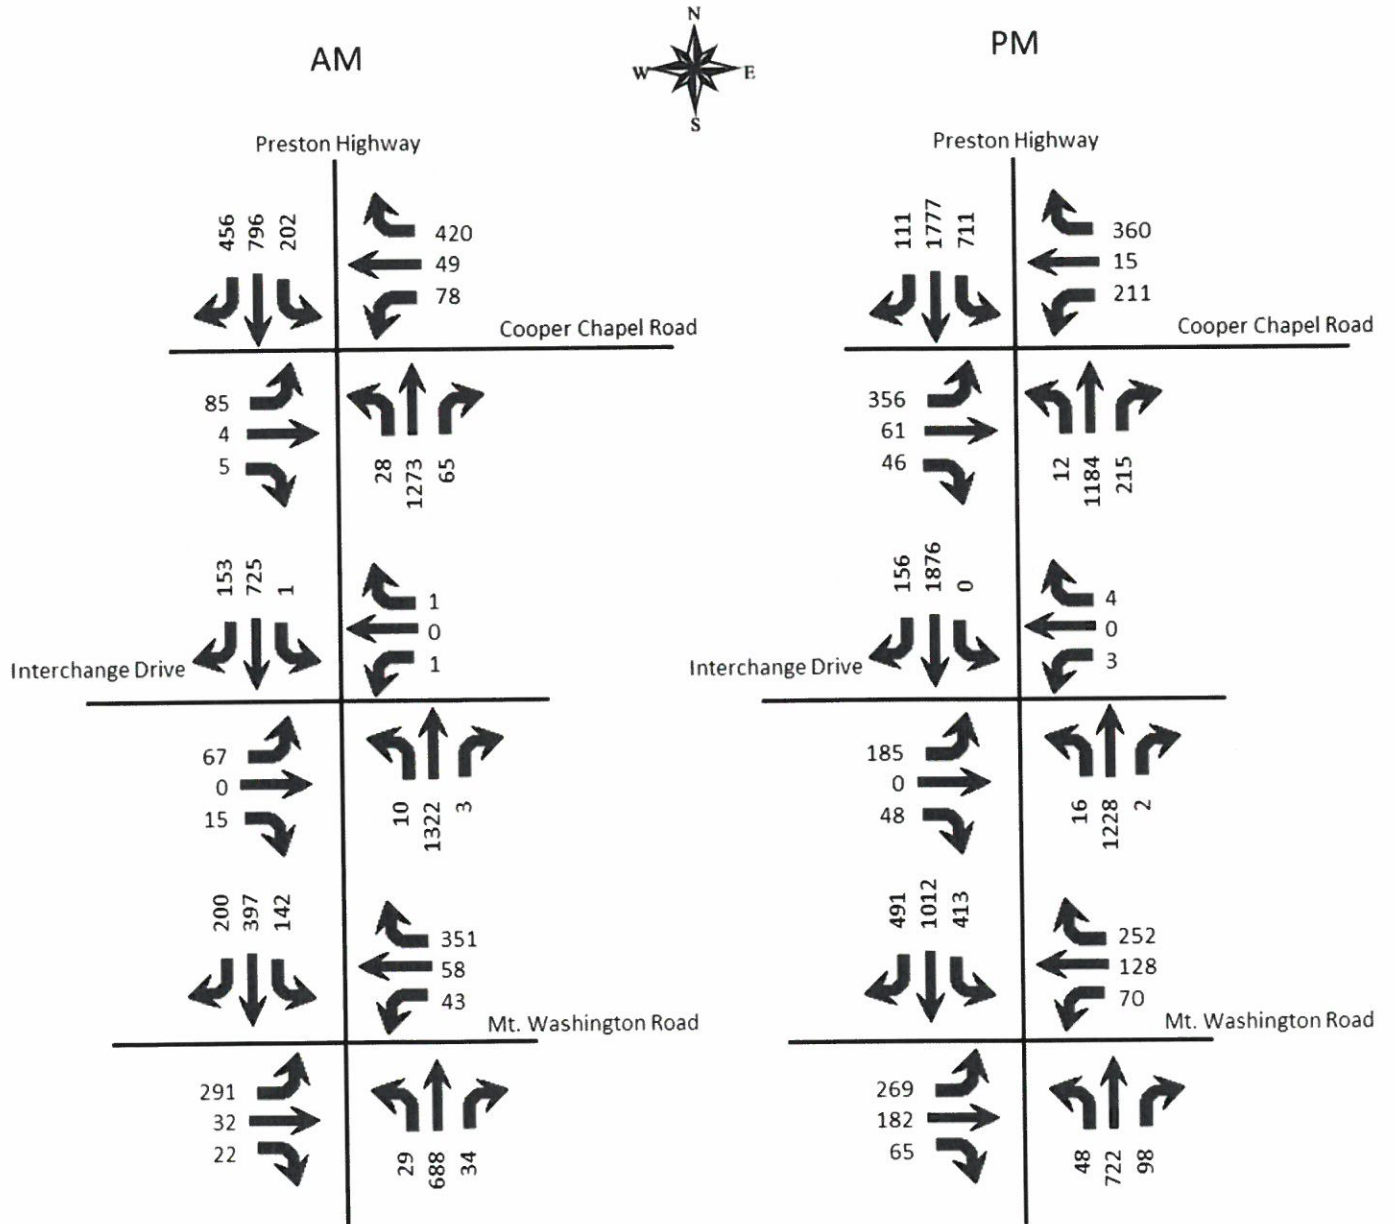 N
W E
S
AM
Preston Highway
456 796 202
420
49
78
Cooper Chapel Road
85
4
5
28 1273 65
153 725 1
1
0
1
Interchange Drive
67
0
15
10 1322 3
200 397 142
351
58
43
Mt. Washington Road
291
32
22
29 688 34
PM
Preston Highway
111 1777 711
360
15
211
Cooper Chapel Road
356
61
46
12 1184 215
156 1876 0
4
0
3
Interchange Drive
185
0
48
16 1228 2
491 1012 413
252
128
70
Mt. Washington Road
269
182
65
48 722 98